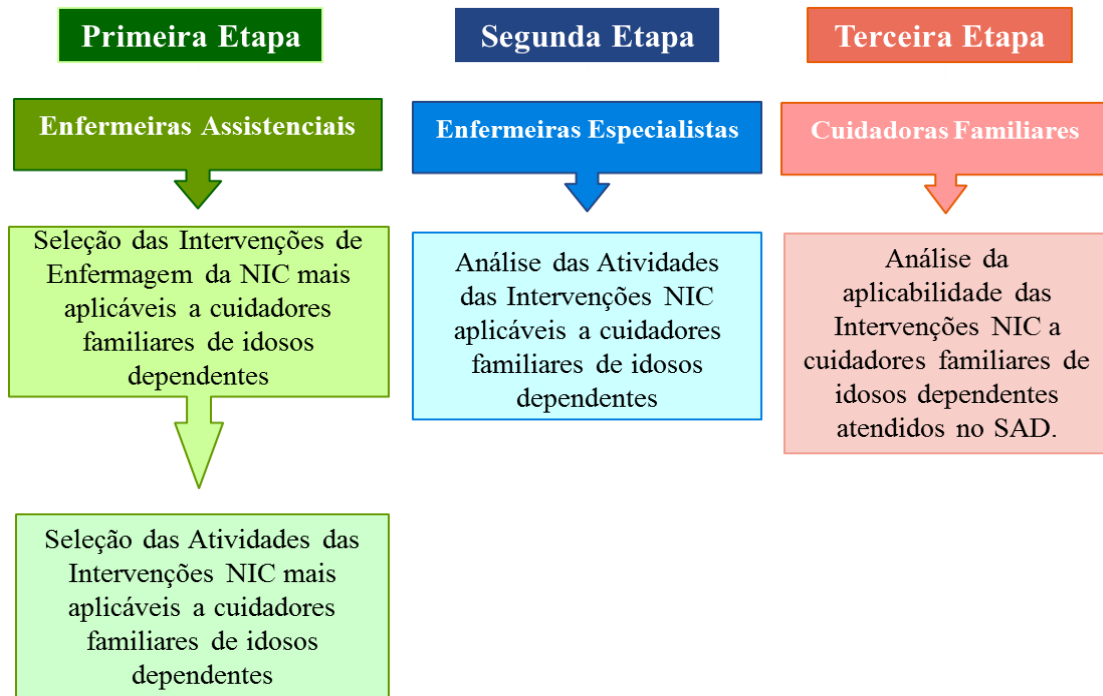 Primeira Etapa
Enfermeiras Assistenciais
Seleção das Intervenções de
Enfermagem da NIC mais
aplicáveis a cuidadores
familiares de idosos
dependentes
Seleção das Atividades das
Intervenções NIC mais
aplicáveis a cuidadores
familiares de idosos
dependentes
Segunda Etapa
Enfermeiras Especialistas
Análise das Atividades
das Intervenções NIC
aplicáveis a cuidadores
familiares de idosos
dependentes
Terceira Etapa
Cuidadoras Familiares
Análise da
aplicabilidade das
Intervenções NIC a
cuidadores familiares de
idosos dependentes
atendidos no SAD.